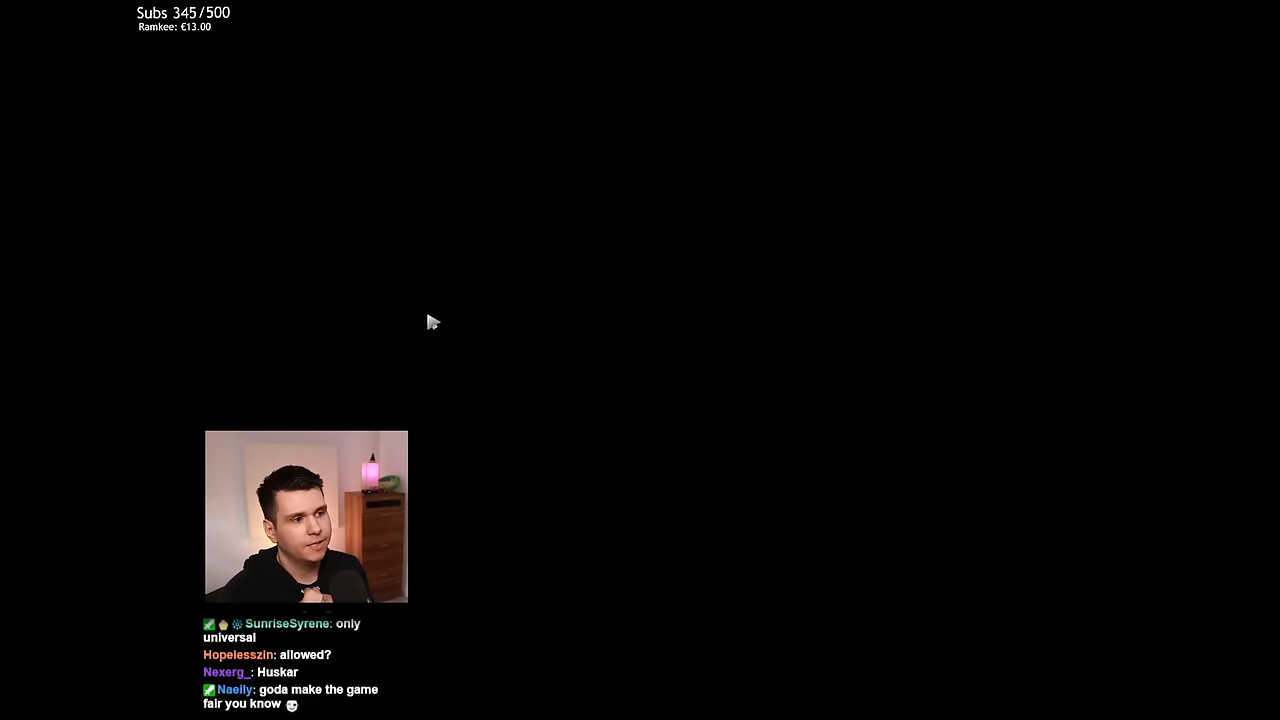 Subs 345/500
Ramkee: €13.00
SunriseSyrene: only
universal
Hopelesszin: allowed?
Nexerg_: Huskar
Naeily: goda make the game
fair you know